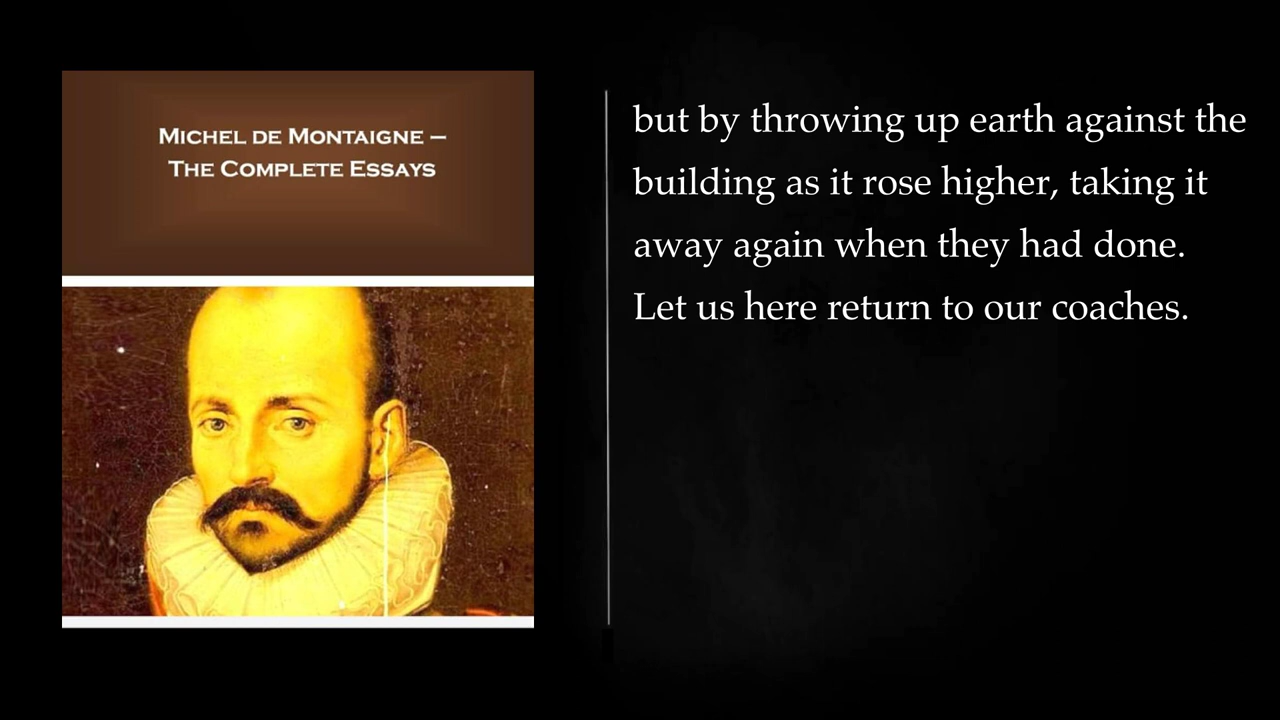 MICHEL DE MONTAIGNE –
THE COMPLETE ESSAYS
but by throwing up earth against the
building as it rose higher, taking it
away again when they had done.
Let us here return to our coaches.